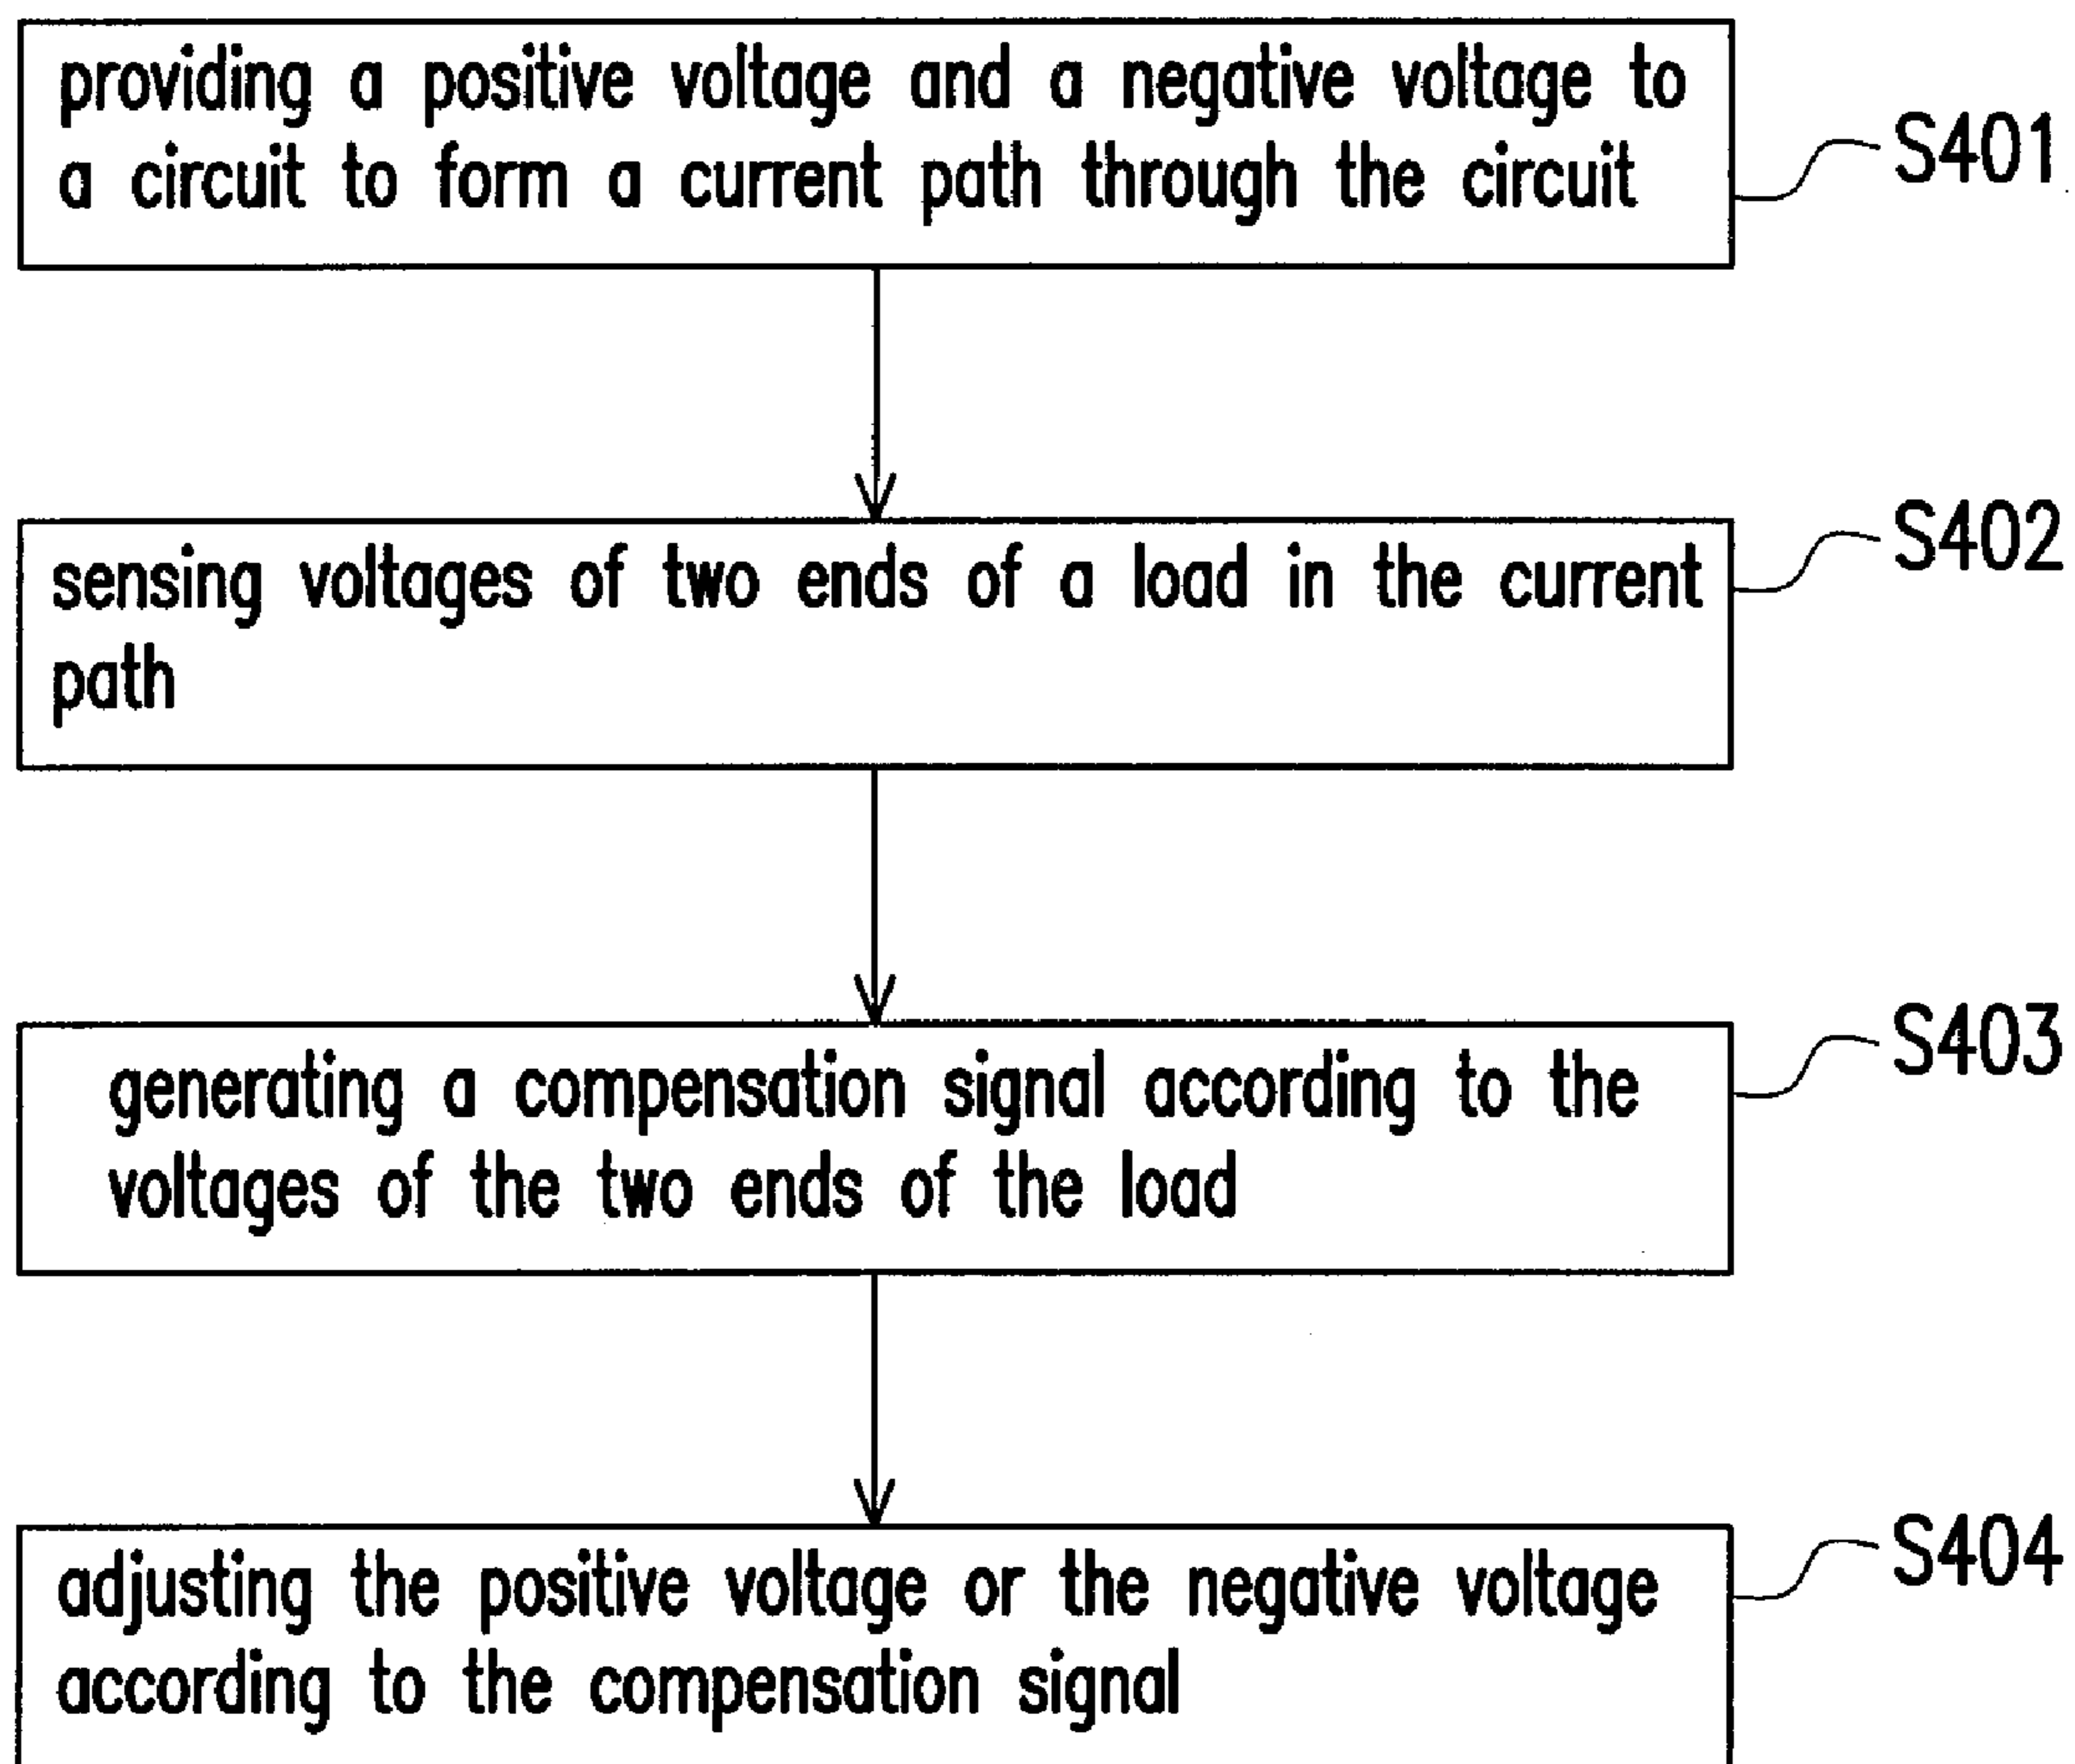 providing a positive voltage and a negative voltage to
a circuit to form a current path through the circuit
S401
sensing voltages of two ends of a load in the current
path
S402
generating a compensation signal according to the
voltages of the two ends of the load
S403
adjusting the positive voltage or the negative voltage
according to the compensation signal
S404